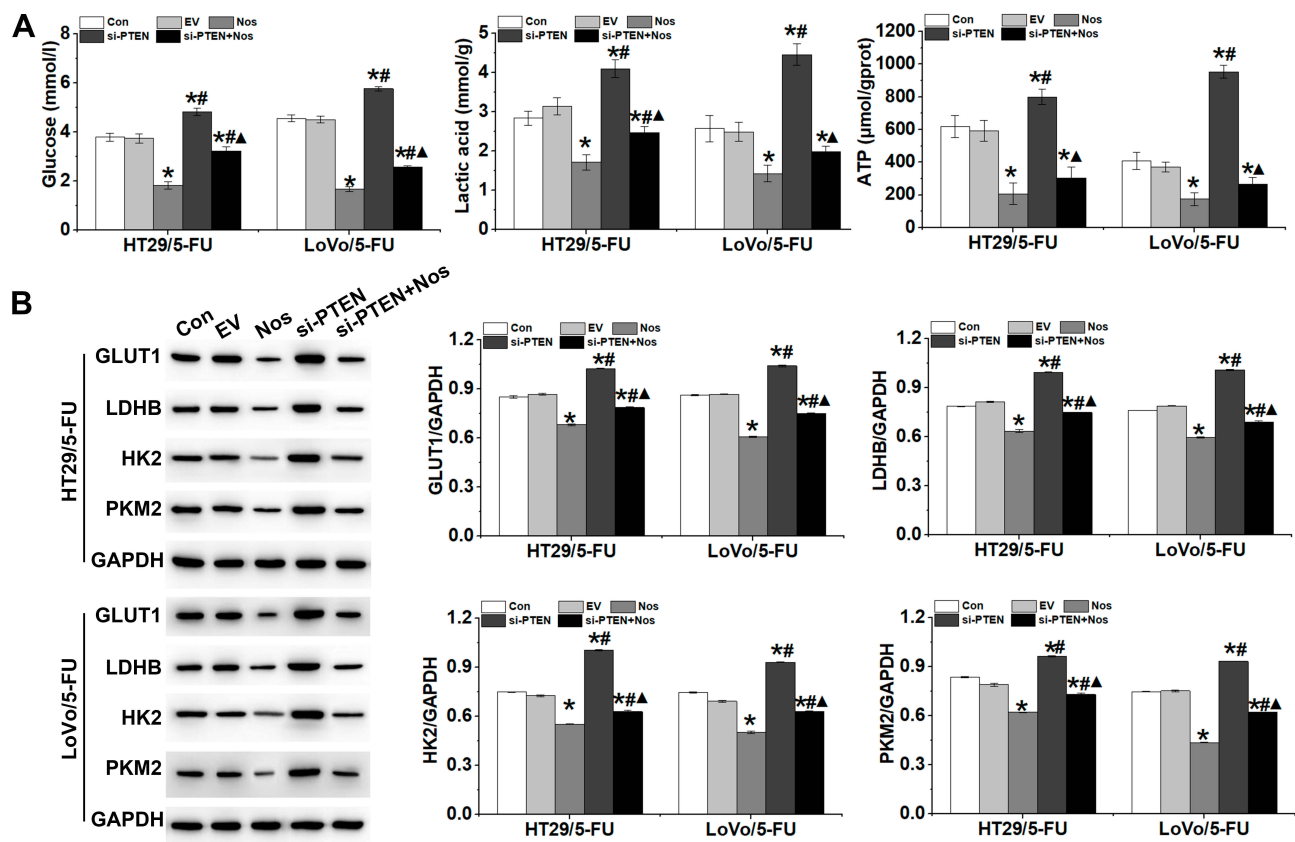 A
Con EV Nos
si-PTEN si-PTEN+Nos
Glucose (mmol/l)
8
6
4
2
0
*
*#
*#▲
*
*#
*#▲
HT29/5-FU LoVo/5-FU
Con EV Nos
si-PTEN si-PTEN+Nos
Lactic acid (mmol/g)
5
4
3
2
1
0
*
*#
*#▲
*
*#
*▲
HT29/5-FU LoVo/5-FU
Con EV Nos
si-PTEN si-PTEN+Nos
ATP (μmol/gprot)
1200
1000
800
600
400
200
0
*
*#
*▲
*
*#
*▲
HT29/5-FU LoVo/5-FU
B
Con EV Nos si-PTEN si-PTEN+Nos
HT29/5-FU
GLUT1
LDHB
HK2
PKM2
GAPDH
LoVo/5-FU
GLUT1
LDHB
HK2
PKM2
GAPDH
Con EV Nos
si-PTEN si-PTEN+Nos
GLUT1/GAPDH
1.2
0.9
0.6
0.3
0.0
*
*#
*#▲
*
*#
*#▲
HT29/5-FU LoVo/5-FU
Con EV Nos
si-PTEN si-PTEN+Nos
LDHB/GAPDH
1.2
0.9
0.6
0.3
0.0
*
*#
*#▲
*
*#
*#▲
HT29/5-FU LoVo/5-FU
Con EV Nos
si-PTEN si-PTEN+Nos
HK2/GAPDH
1.2
0.9
0.6
0.3
0.0
*
*#
*#▲
*
*#
*#▲
HT29/5-FU LoVo/5-FU
Con EV Nos
si-PTEN si-PTEN+Nos
PKM2/GAPDH
1.2
0.9
0.6
0.3
0.0
*
*#
*#▲
*
*#
*#▲
HT29/5-FU LoVo/5-FU